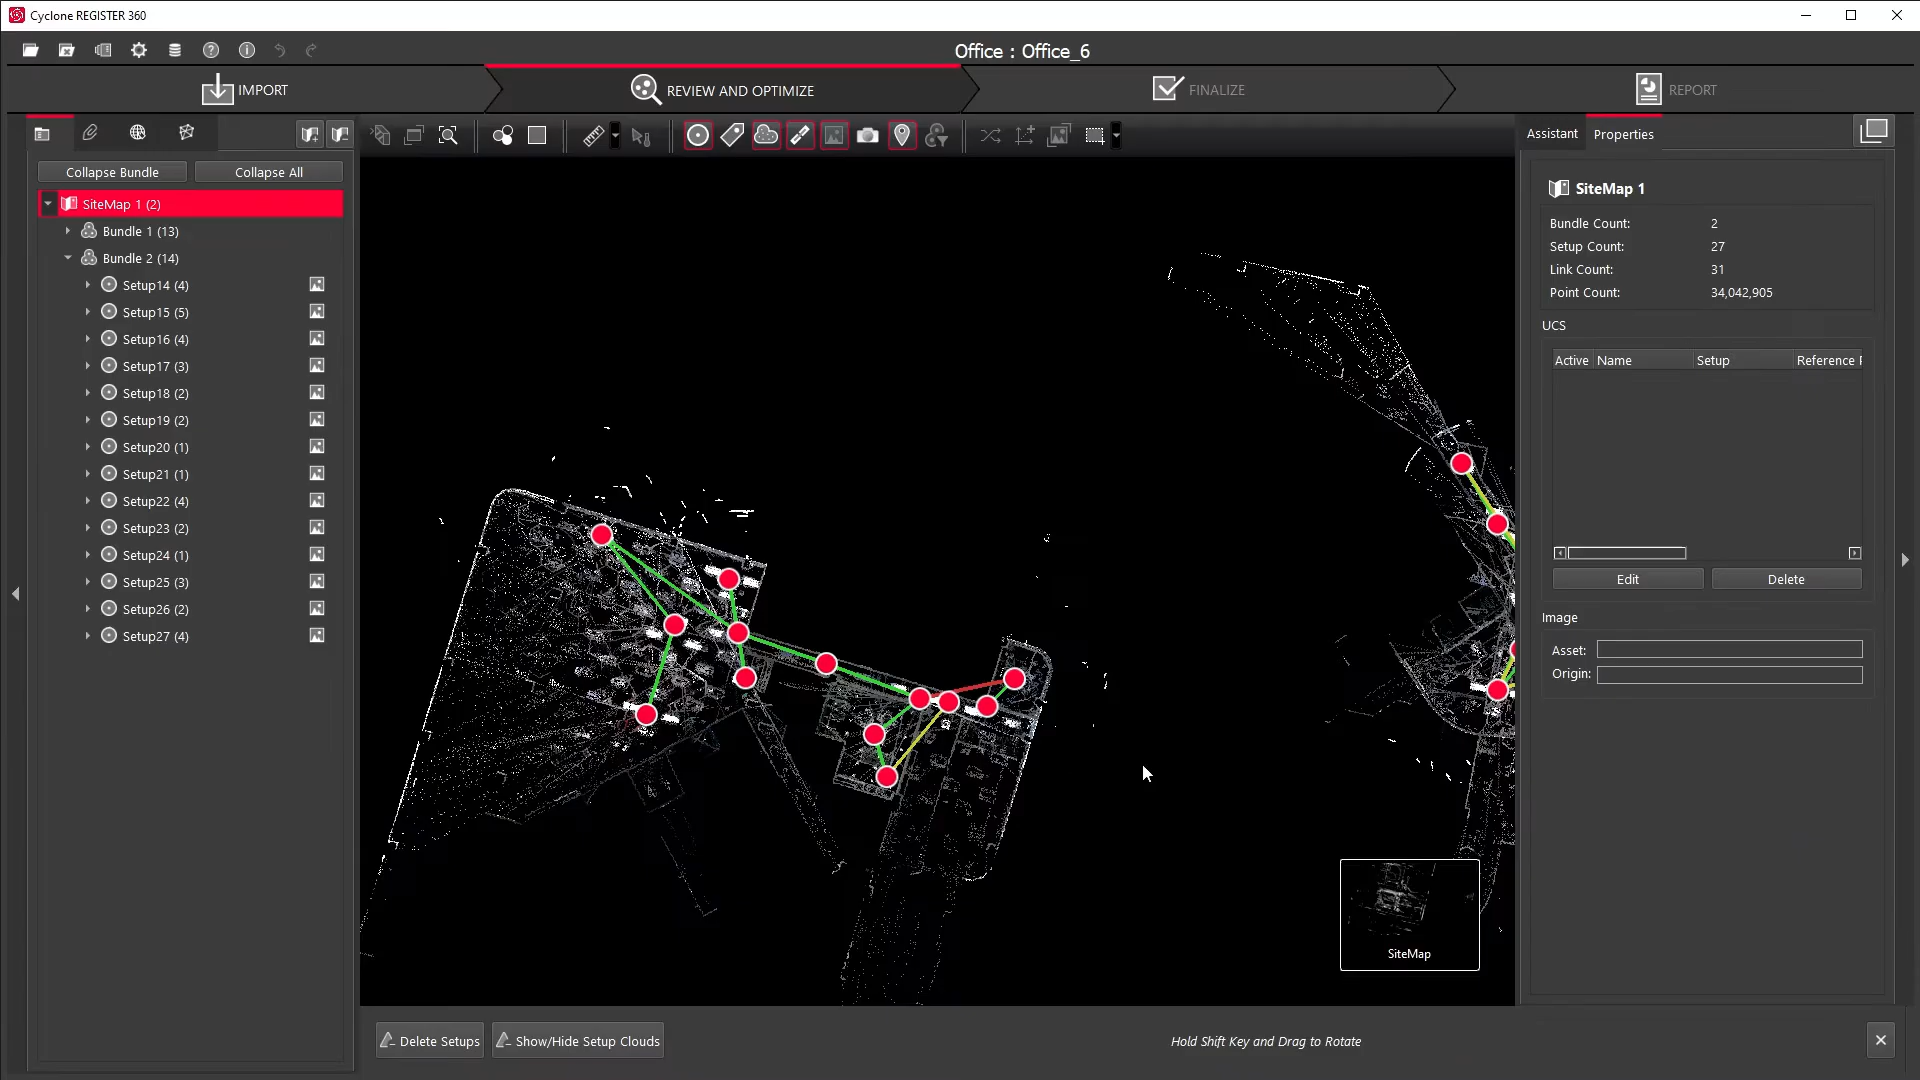 Cyclone REGISTER 360
Office : Office_6
IMPORT
REVIEW AND OPTIMIZE
FINALIZE
REPORT
Collapse Bundle
Collapse All
SiteMap 1 (2)
Bundle 1 (13)
Bundle 2 (14)
Setup14 (4)
Setup15 (5)
Setup16 (4)
Setup17 (3)
Setup18 (2)
Setup19 (2)
Setup20 (1)
Setup21 (1)
Setup22 (4)
Setup23 (2)
Setup24 (1)
Setup25 (3)
Setup26 (2)
Setup27 (4)
SiteMap
Delete Setups
Show/Hide Setup Clouds
Hold Shift Key and Drag to Rotate
Assistant
Properties
SiteMap 1
Bundle Count: 2
Setup Count: 27
Link Count: 31
Point Count: 34,042,905
UCS
Active Name Setup Reference
Edit
Delete
Image
Asset:
Origin: